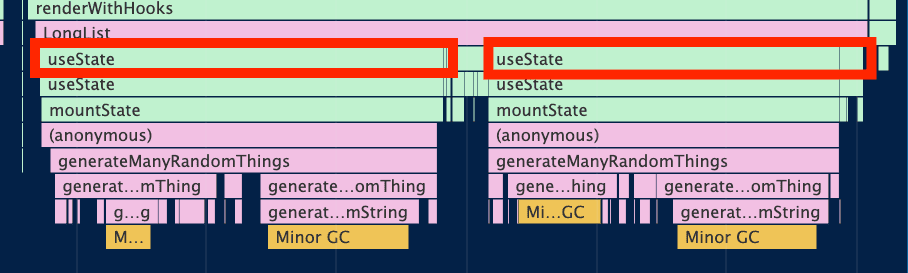 renderWithHooks
LongList
useState useState
useState useState
mountState mountState
(anonymous) (anonymous)
generateManyRandomThings generateManyRandomThings
generat…mThing generate…omThing gene…hing generate…omThing
g…g generat…mString Mi…GC generat…mString
M… Minor GC Minor GC